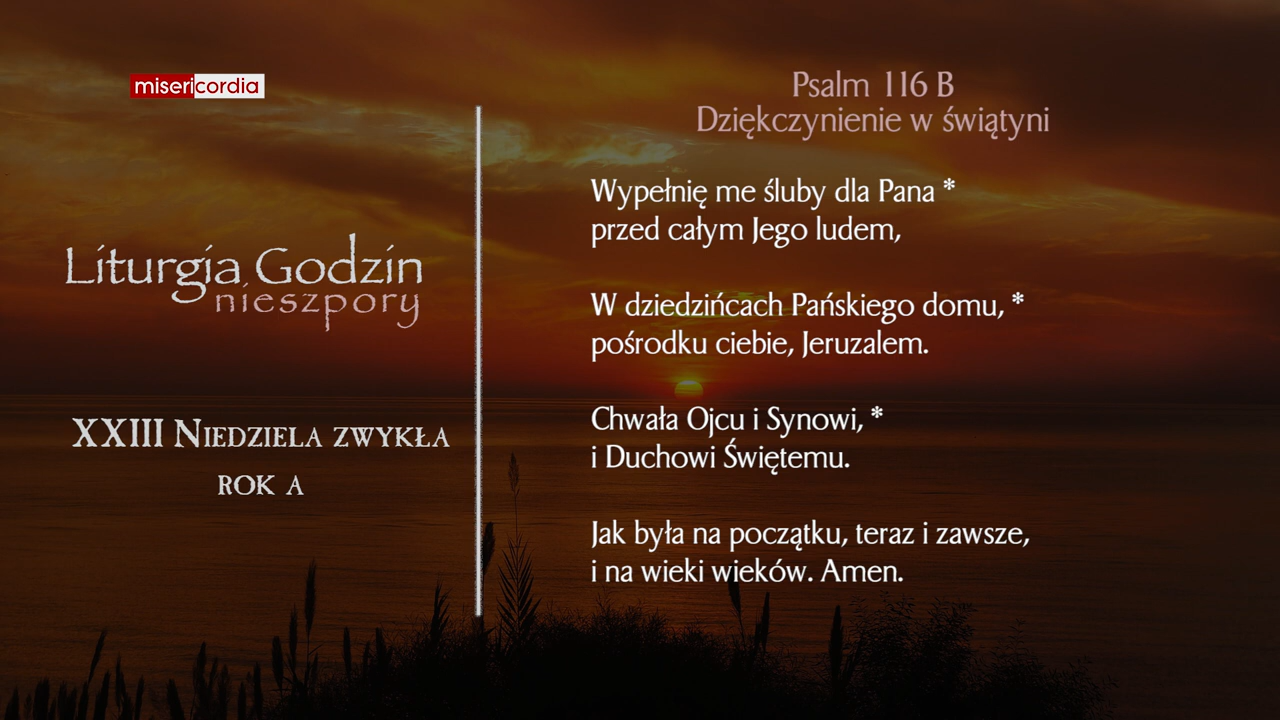 misericordia
Liturgia Godzin
nieszpory
XXIII Niedziela zwykła
rok A
Psalm 116 B
Dziękczynienie w świątyni
Wypełnię me śluby dla Pana *
przed całym Jego ludem,
W dziedzińcach Pańskiego domu, *
pośrodku ciebie, Jeruzalem.
Chwała Ojcu i Synowi, *
i Duchowi Świętemu.
Jak była na początku, teraz i zawsze,
i na wieki wieków. Amen.